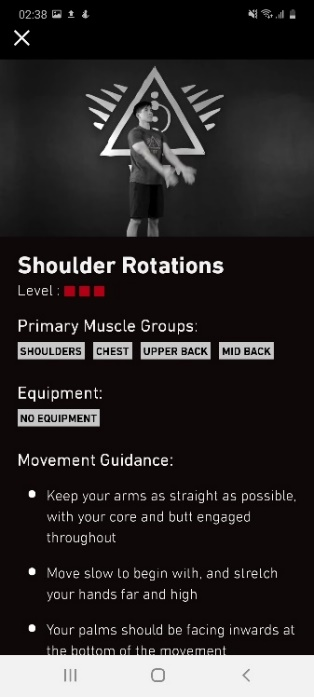 02:38
Shoulder Rotations
Level :
Primary Muscle Groups:
SHOULDERS CHEST UPPER BACK MID BACK
Equipment:
NO EQUIPMENT
Movement Guidance:
Keep your arms as straight as possible,
with your core and butt engaged
throughout
Move slow to begin with, and stretch
your hands far and high
Your palms should be facing inwards at
the bottom of the movement